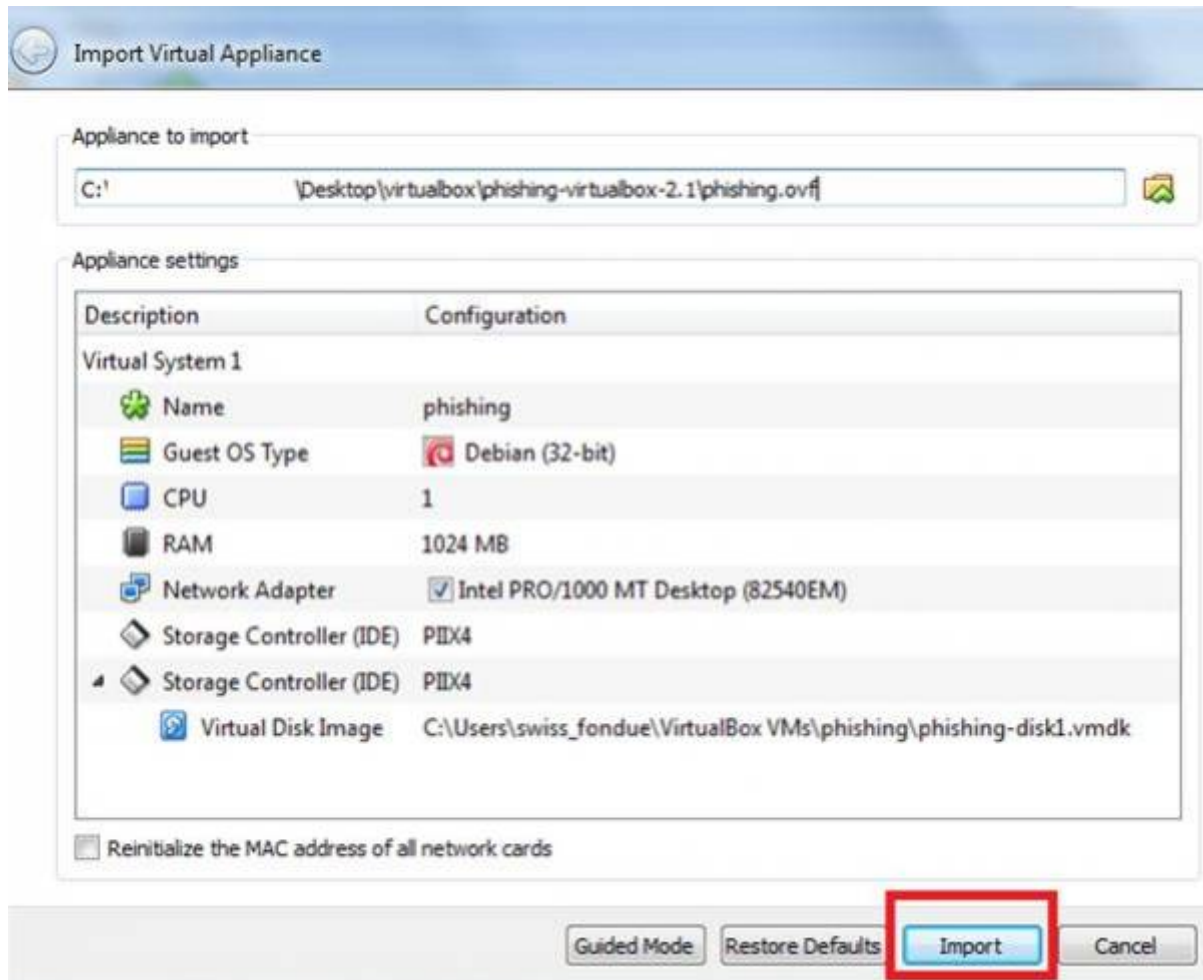 Import Virtual Appliance
Appliance to import
C:' \Desktop\virtualbox\phishing-virtualbox-2.1\phishing.ovf
Appliance settings
Description Configuration
Virtual System 1
Name phishing
Guest OS Type Debian (32-bit)
CPU 1
RAM 1024 MB
Network Adapter Intel PRO/1000 MT Desktop (82540EM)
Storage Controller (IDE) PIIX4
Storage Controller (IDE) PIIX4
Virtual Disk Image C:\Users\swiss_fondue\VirtualBox VMs\phishing\phishing-disk1.vmdk
Reinitialize the MAC address of all network cards
Guided Mode Restore Defaults Import Cancel